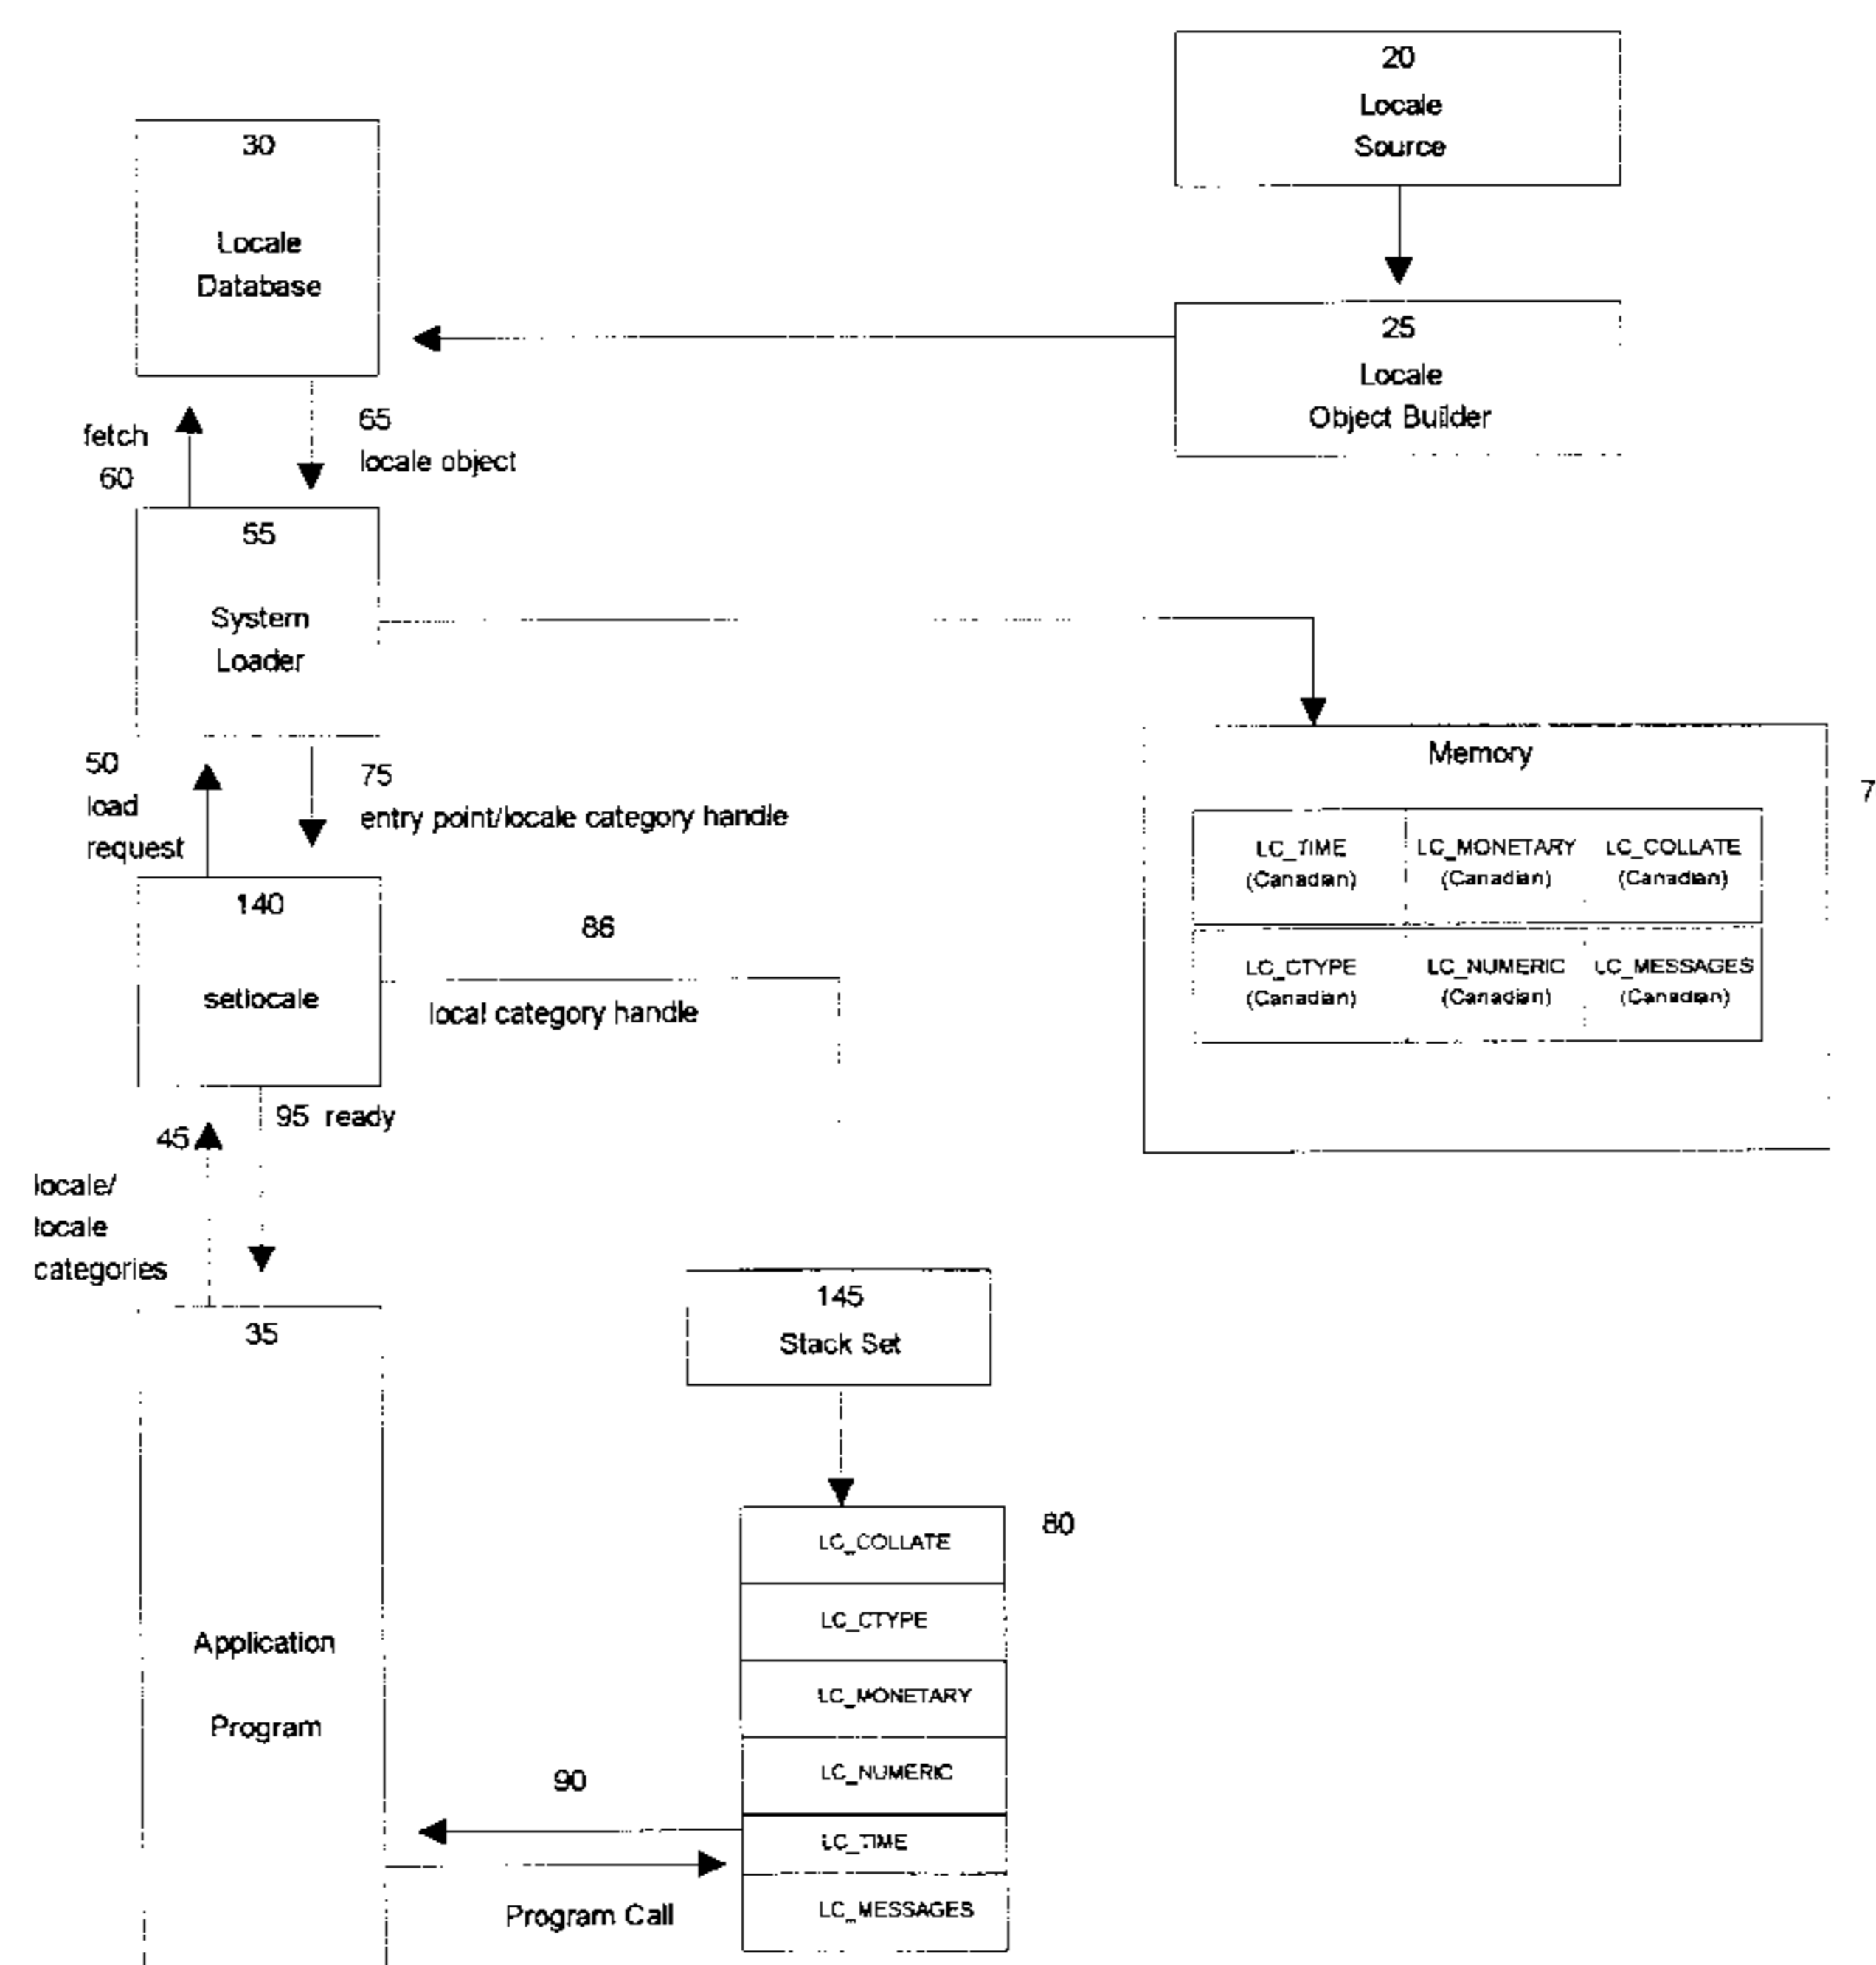 20
Locale
Source
30
Locale
Database
25
Locale
Object Builder
fetch
60
65
locale object
55
System
Loader
50
load
request
75
entry point/locale category handle
Memory
7
LC_TIME
(Canadian)
LC_MONETARY
(Canadian)
LC_COLLATE
(Canadian)
LC_CTYPE
(Canadian)
LC_NUMERIC
(Canadian)
LC_MESSAGES
(Canadian)
140
setlocale
86
local category handle
95 ready
45
locale/
locale
categories
35
Application
Program
145
Stack Set
80
LC_COLLATE
LC_CTYPE
LC_MONETARY
LC_NUMERIC
LC_TIME
LC_MESSAGES
90
Program Call